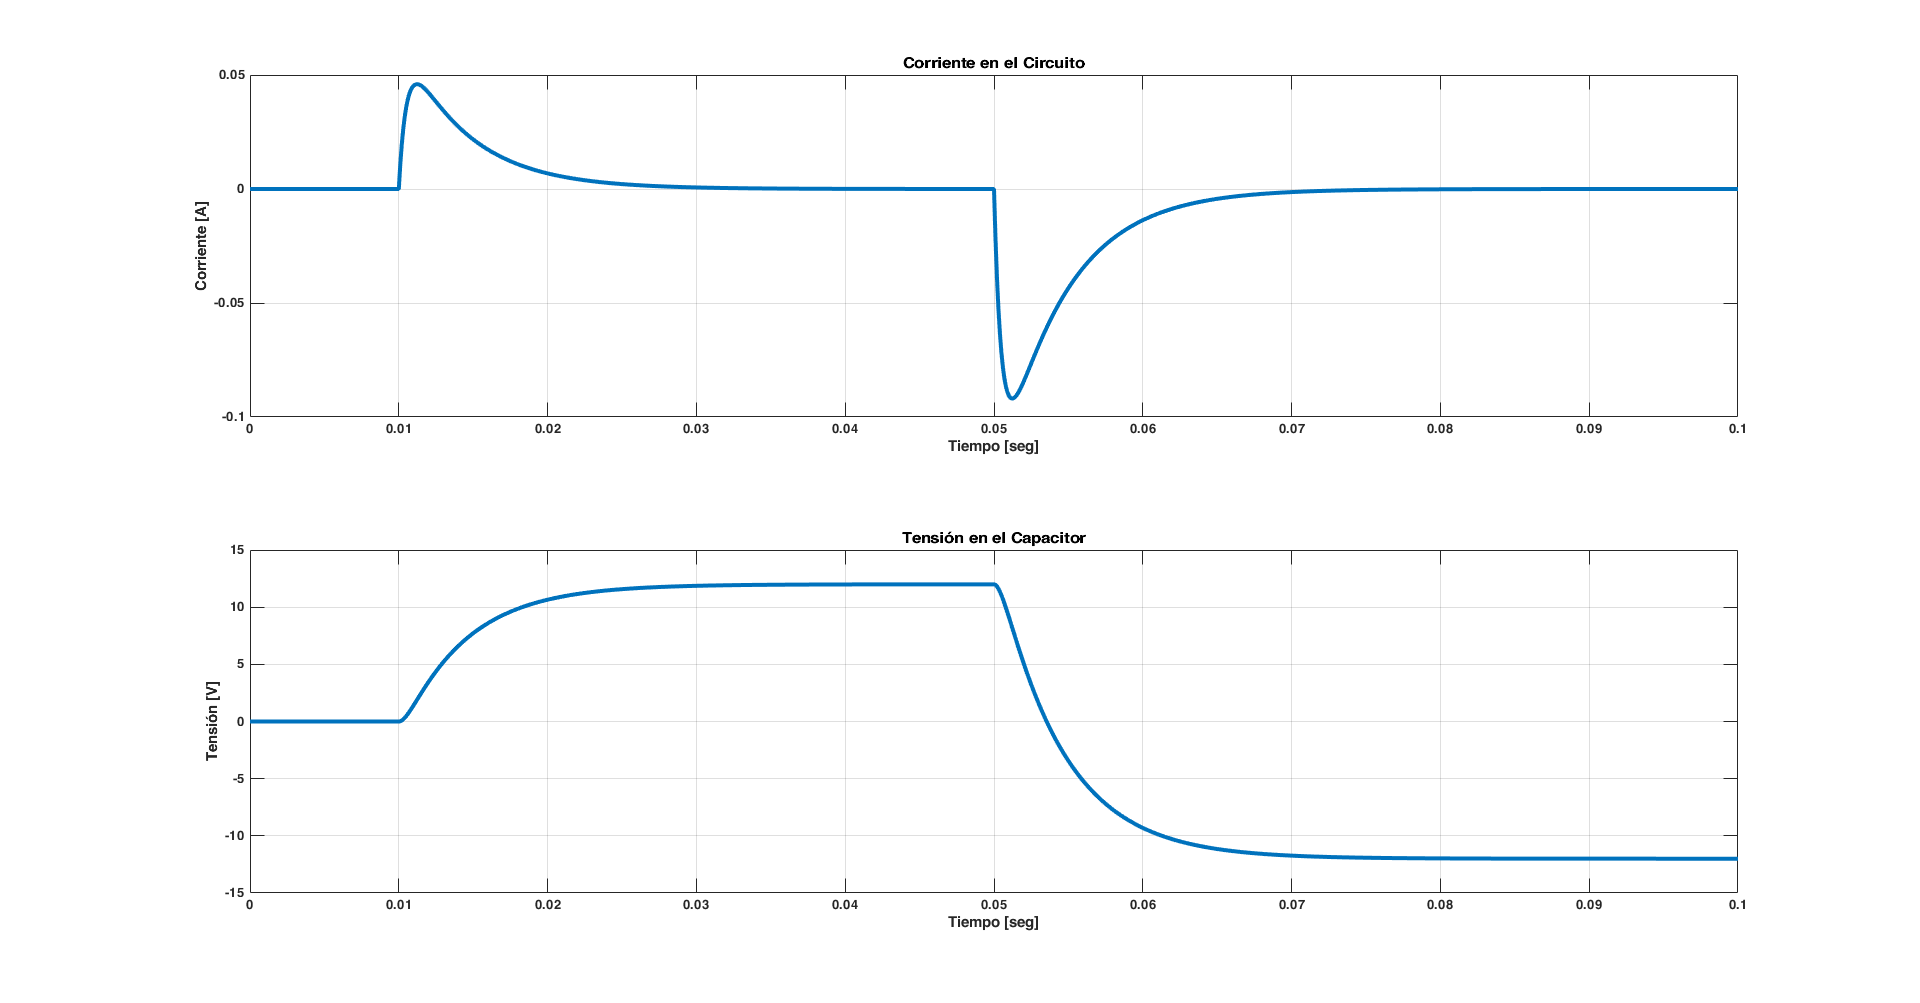 Corriente en el Circuito
0.05
0
-0.05
-0.1
Corriente [A]
0 0.01 0.02 0.03 0.04 0.05 0.06 0.07 0.08 0.09 0.1
Tiempo [seg]
Tensión en el Capacitor
15
10
5
0
-5
-10
-15
Tensión [V]
0 0.01 0.02 0.03 0.04 0.05 0.06 0.07 0.08 0.09 0.1
Tiempo [seg]